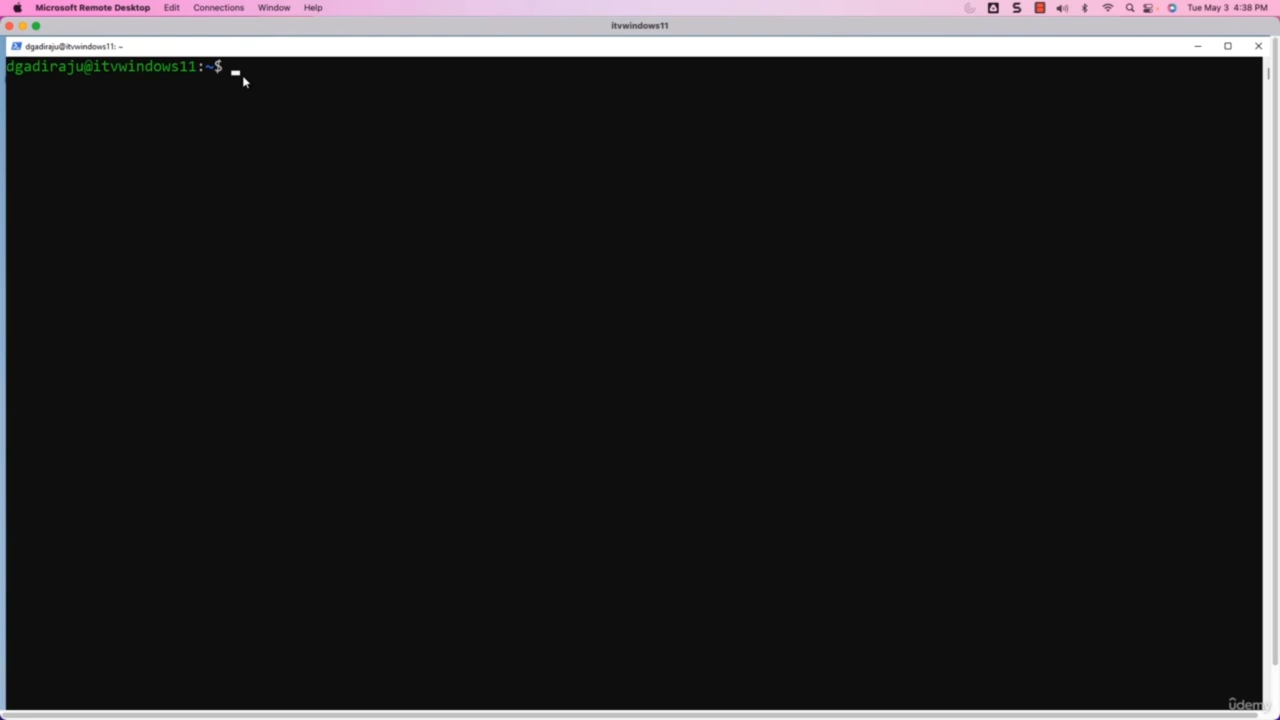 Microsoft Remote Desktop Edit Connections Window Help Tue May 3 4:38 PM
itvwindows11
dgadiraju@itvwindows11: ~
dgadiraju@itvwindows11:~$
udemy